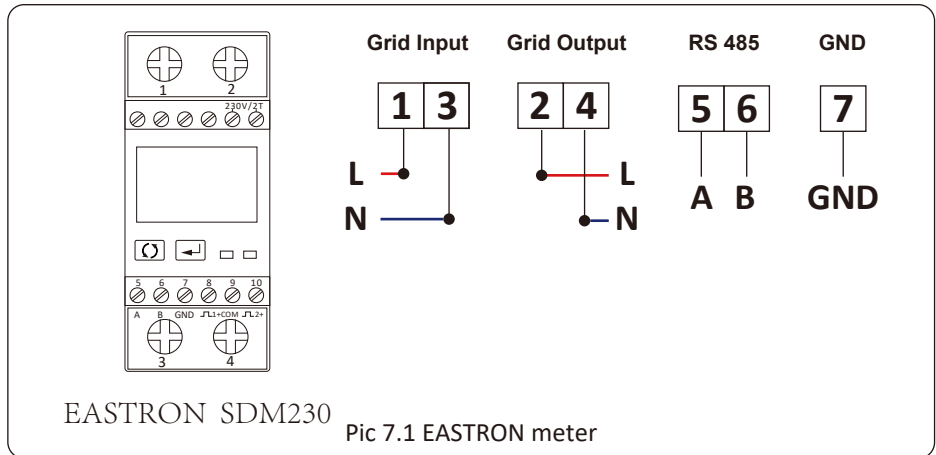 Grid Input Grid Output RS 485 GND
1 2
230V/2T
1 3 2 4 5 6 7
L L
N N
A B GND
5 6 7 8 9 10
A B GND ⎍1+COM ⎍2+
3 4
EASTRON SDM230
Pic 7.1 EASTRON meter